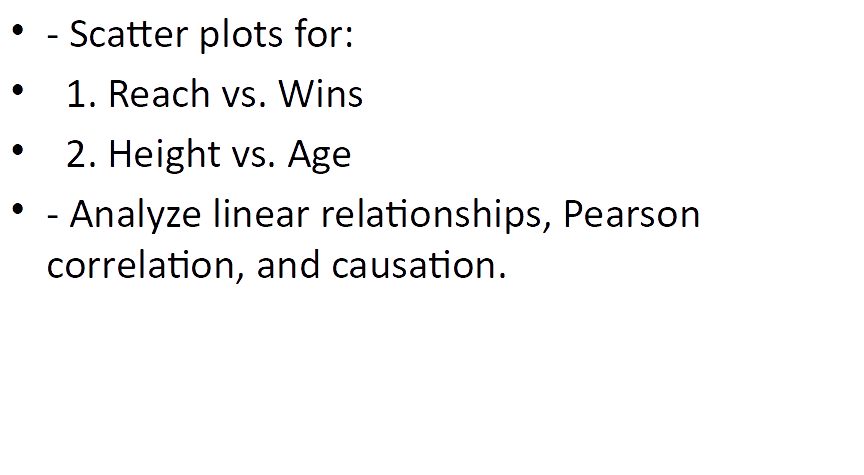 • - Scatter plots for:
• 1. Reach vs. Wins
• 2. Height vs. Age
• - Analyze linear relationships, Pearson
correlation, and causation.